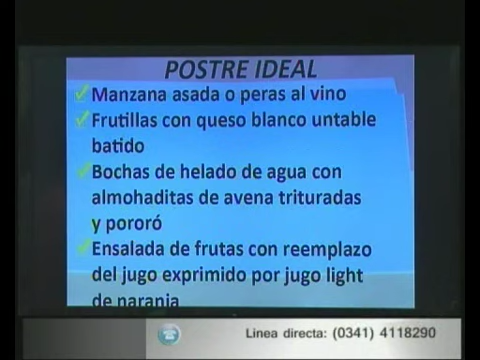 POSTRE IDEAL
Manzana asada o peras al vino
Frutillas con queso blanco untable
batido
Bochas de helado de agua con
almohaditas de avena trituradas
y pororó
Ensalada de frutas con reemplazo
del jugo exprimido por jugo light
de naranja
Linea directa: (0341) 4118290